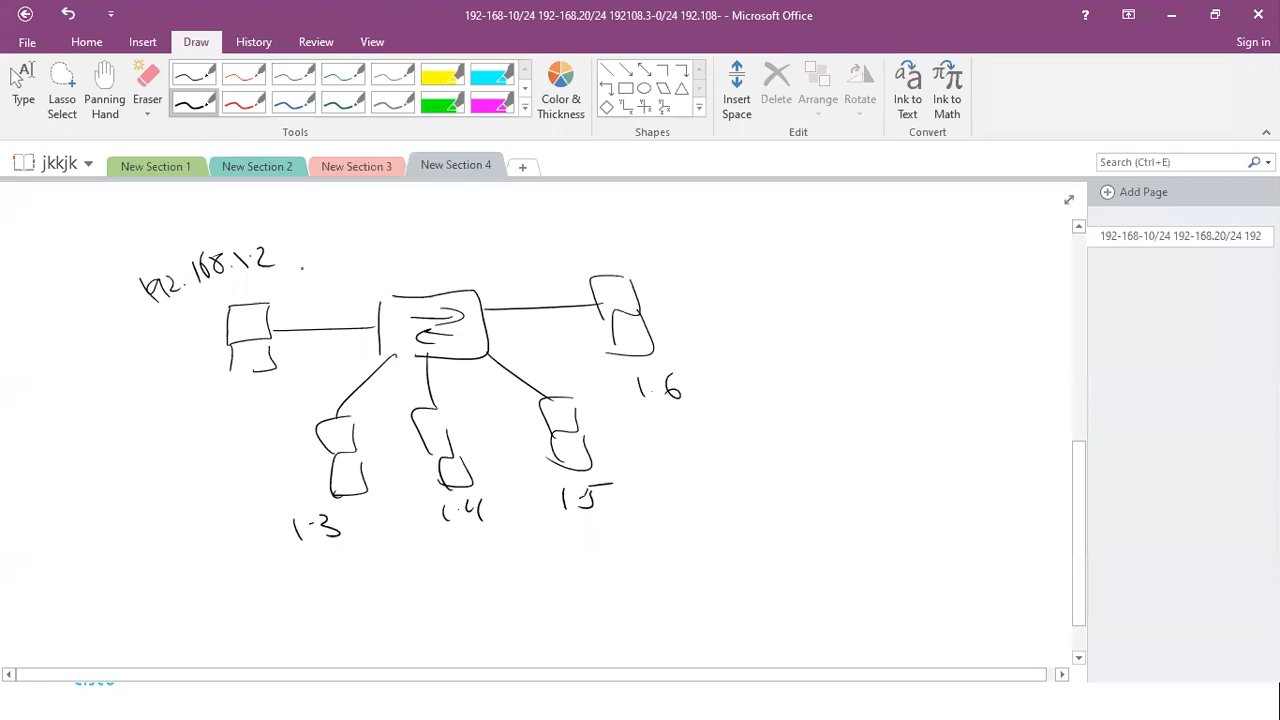 192-168-10/24 192-168.20/24 192108.3-0/24 192.108- - Microsoft Office
?
File Home Insert Draw History Review View Sign in
Type
Lasso Select
Panning Hand
Eraser
Color & Thickness
Insert Space
Delete Arrange Rotate
Ink to Text
Ink to Math
Tools Shapes Edit Convert
jkkjk New Section 1 New Section 2 New Section 3 New Section 4 + Search (Ctrl+E)
Add Page
192-168-10/24 192-168.20/24 192
192.168.1.2
1.6
1.5
1.4
1.3
cisco